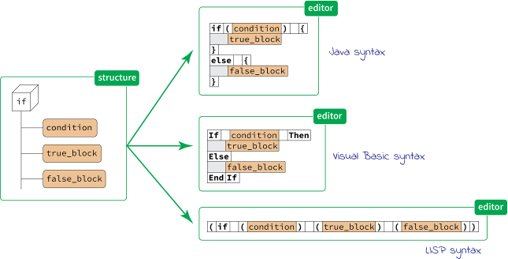 structure
if
condition
true_block
false_block
editor
if ( condition ) {
true_block
}
else {
false_block
}
Java syntax
editor
If condition Then
true_block
Else
false_block
End If
Visual Basic syntax
editor
( if ( condition ) ( true_block ) ( false_block ) )
LISP syntax